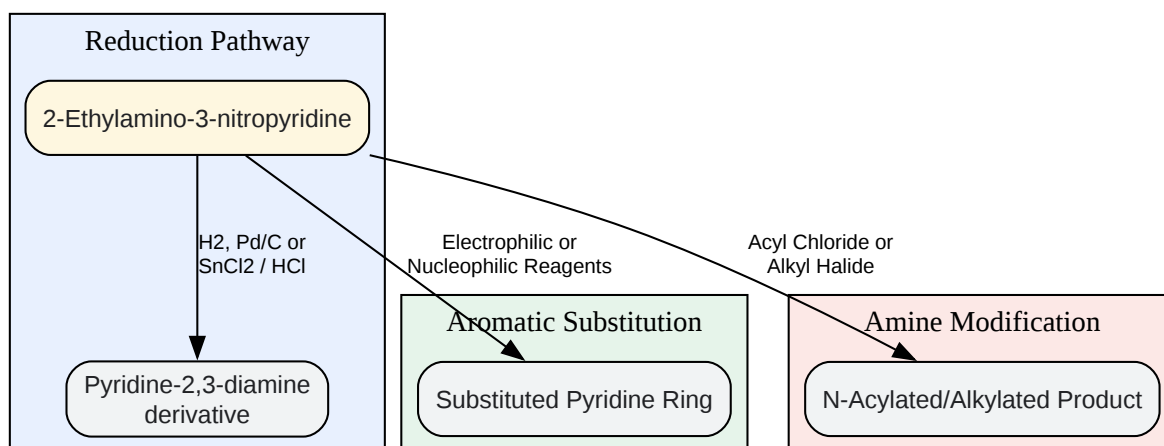 Reduction Pathway
2-Ethylamino-3-nitropyridine
H2, Pd/C or
SnCl2 / HCl
Electrophilic or
Nucleophilic Reagents
Acyl Chloride or
Alkyl Halide
Aromatic Substitution
Amine Modification
Pyridine-2,3-diamine
derivative
Substituted Pyridine Ring
N-Acylated/Alkylated Product